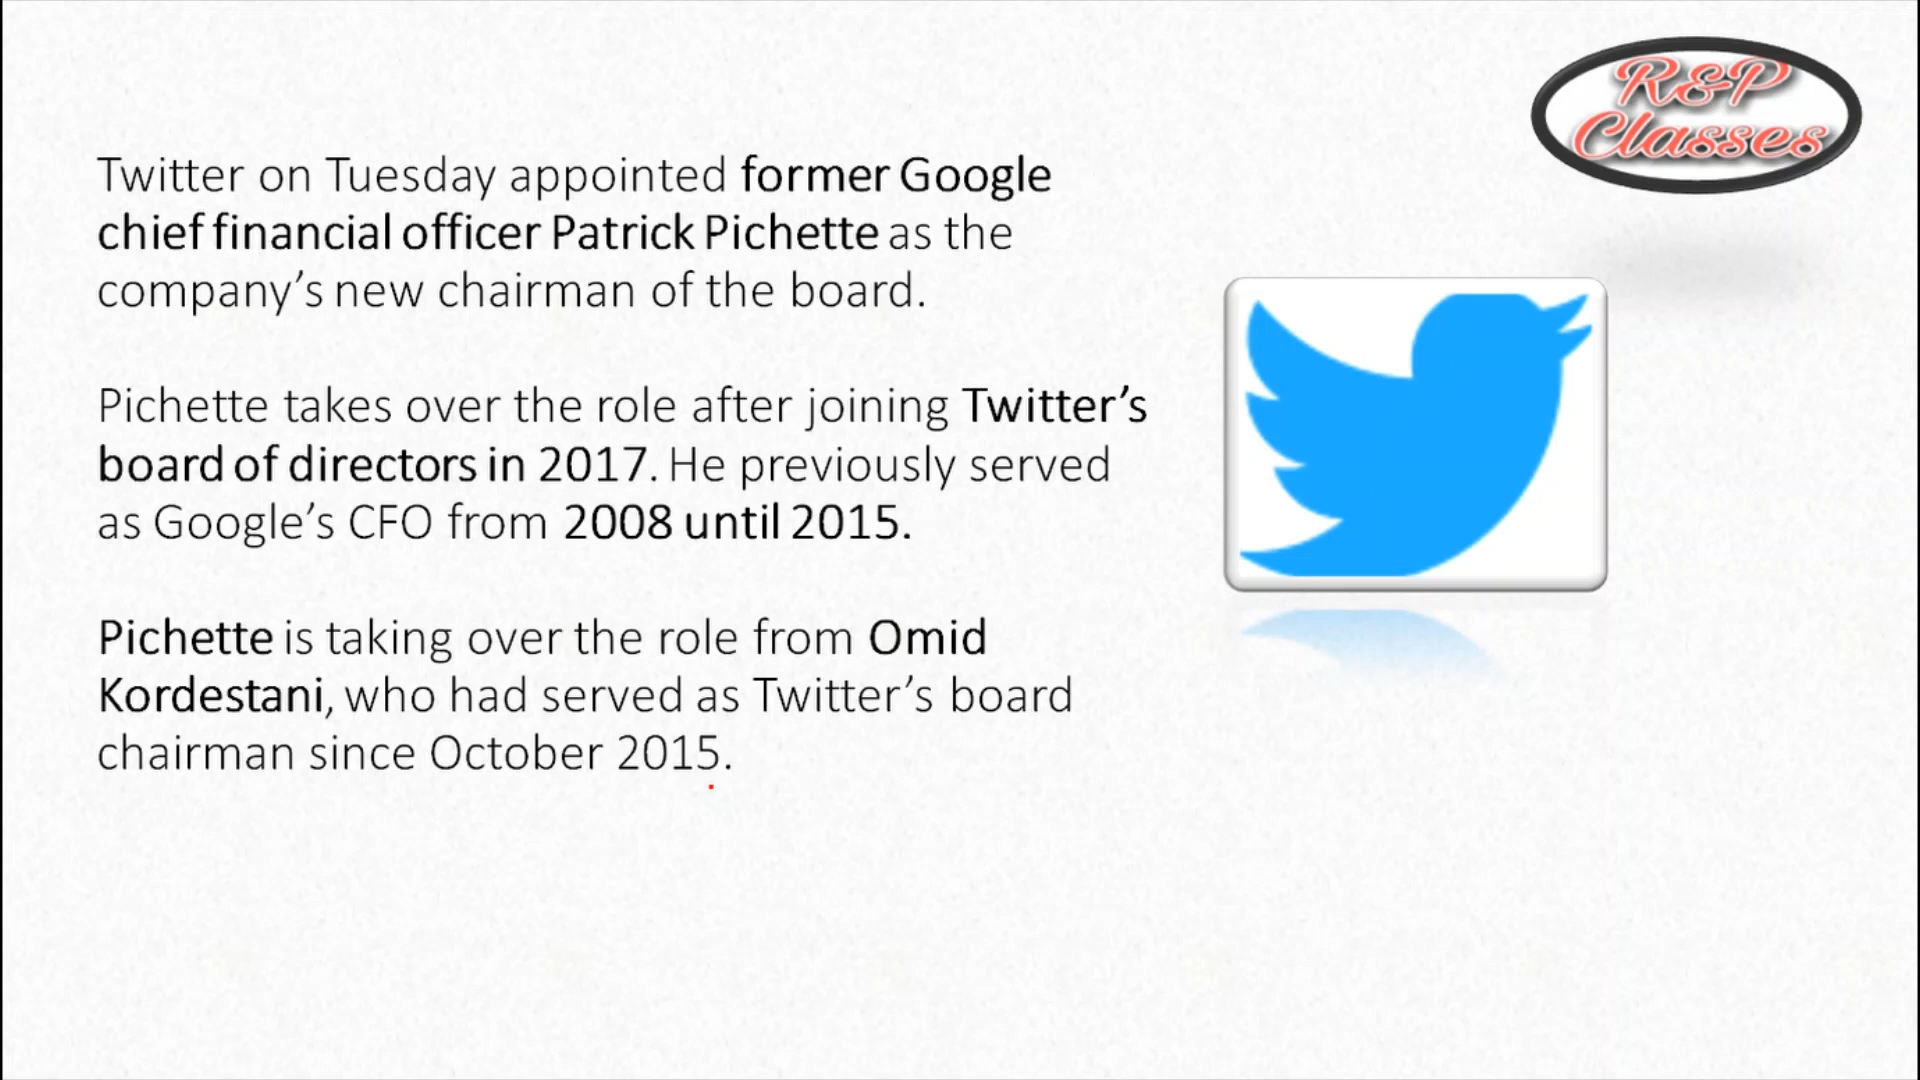 R&P
Classes
Twitter on Tuesday appointed former Google
chief financial officer Patrick Pichette as the
company’s new chairman of the board.
Pichette takes over the role after joining Twitter’s
board of directors in 2017. He previously served
as Google’s CFO from 2008 until 2015.
Pichette is taking over the role from Omid
Kordestani, who had served as Twitter’s board
chairman since October 2015.